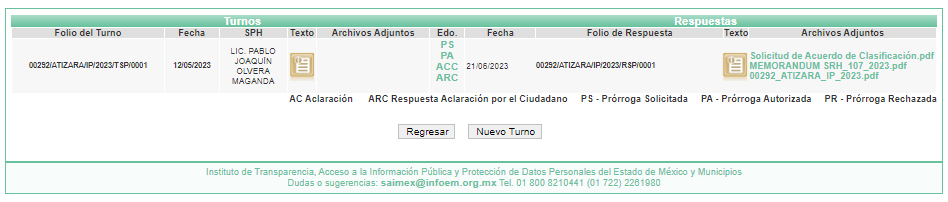 Turnos Respuestas
Folio del Turno Fecha SPH Texto Archivos Adjuntos Edo. Fecha Folio de Respuesta Texto Archivos Adjuntos
00292/ATIZARA/IP/2023/TSP/0001 12/05/2023 LIC. PABLO JOAQUÍN OLVERA MAGANDA PS PA ACC ARC 21/06/2023 00292/ATIZARA/IP/2023/RSP/0001 Solicitud de Acuerdo de Clasificación.pdf
MEMORANDUM SRH_107_2023.pdf
00292_ATIZARA_IP_2023.pdf
AC Aclaración ARC Respuesta Aclaración por el Ciudadano PS - Prórroga Solicitada PA - Prórroga Autorizada PR - Prórroga Rechazada
Regresar Nuevo Turno
Instituto de Transparencia, Acceso a la Información Pública y Protección de Datos Personales del Estado de México y Municipios
Dudas o sugerencias: saimex@infoem.org.mx Tel. 01 800 8210441 (01 722) 2261980